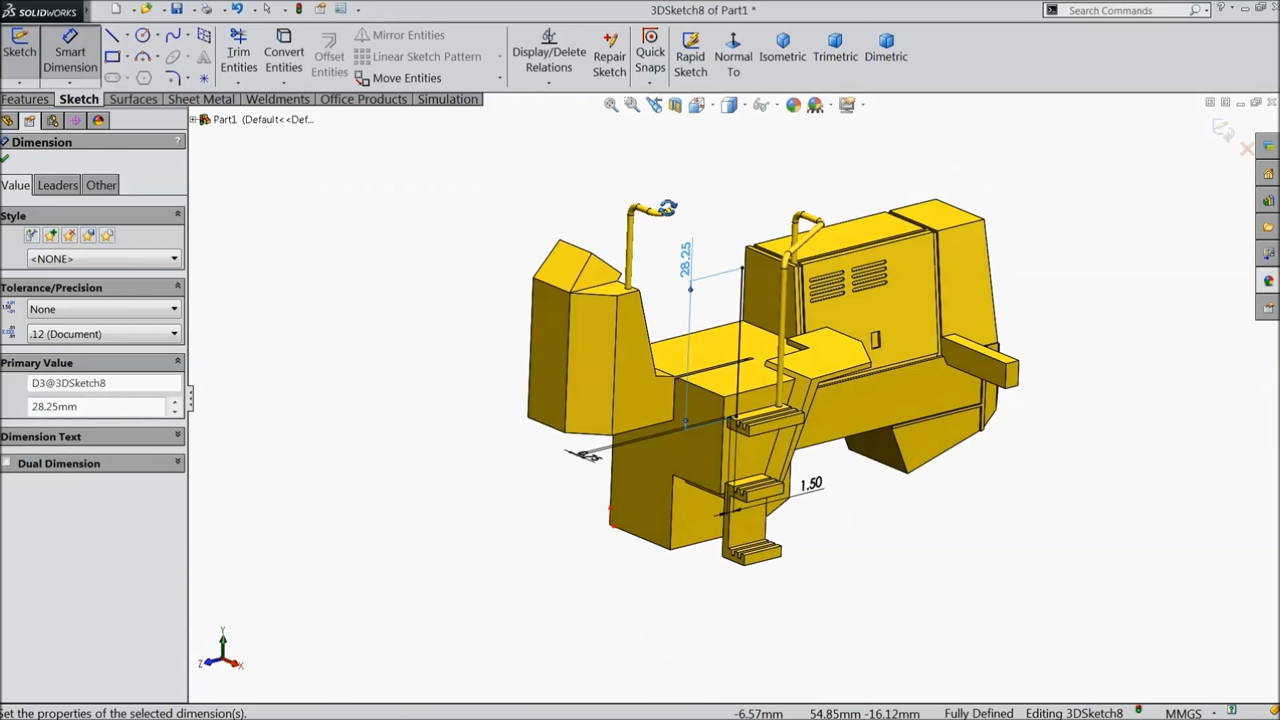 SOLIDWORKS
3DSketch8 of Part1 *
Search Commands
?
Sketch
Smart Dimension
Trim Entities
Convert Entities
Offset Entities
Mirror Entities
Linear Sketch Pattern
Move Entities
Display/Delete Relations
Repair Sketch
Quick Snaps
Rapid Sketch
Normal To
Isometric
Trimetric
Dimetric
Features
Sketch
Surfaces
Sheet Metal
Weldments
Office Products
Simulation
Part1 (Default<<Def...
Dimension
?
Value
Leaders
Other
Style
<NONE>
Tolerance/Precision
None
.12 (Document)
Primary Value
D3@3DSketch8
28.25mm
Dimension Text
Dual Dimension
28.25
1.50
Y
Z
X
Set the properties of the selected dimension(s).
-6.57mm
54.85mm -16.12mm
Fully Defined
Editing 3DSketch8
MMGS